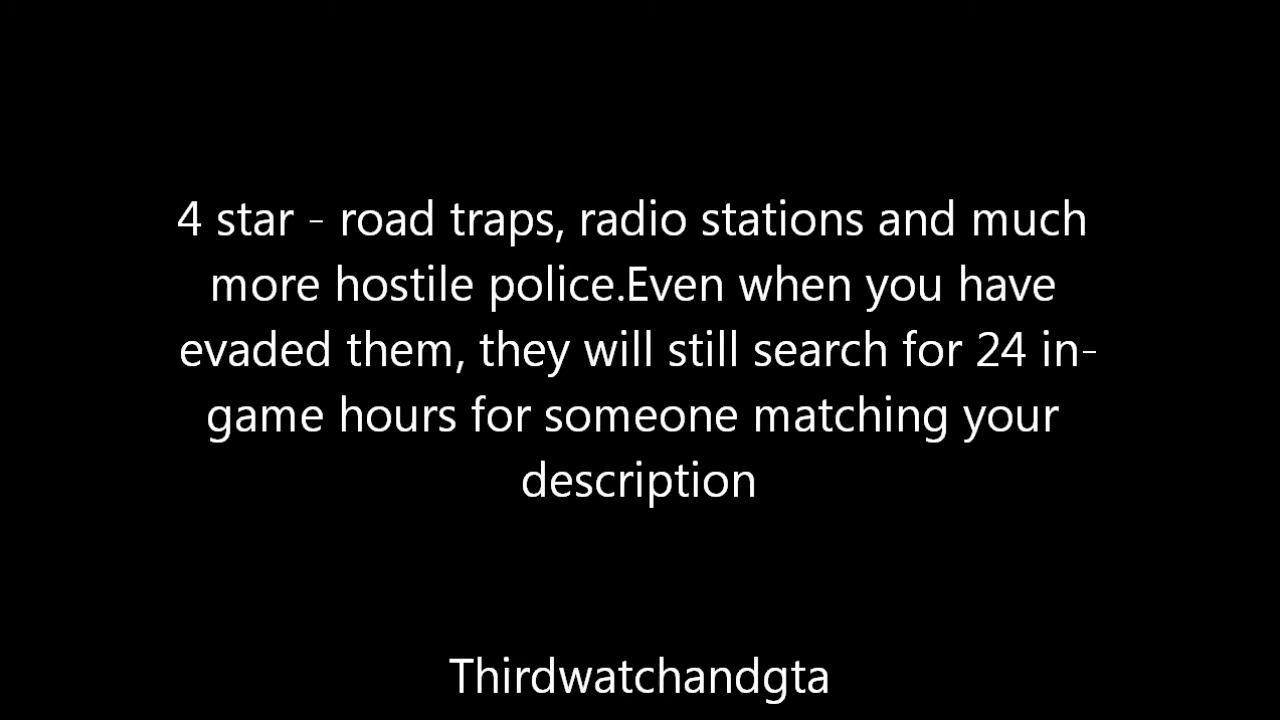 4 star - road traps, radio stations and much
more hostile police.Even when you have
evaded them, they will still search for 24 in-
game hours for someone matching your
description
Thirdwatchandgta